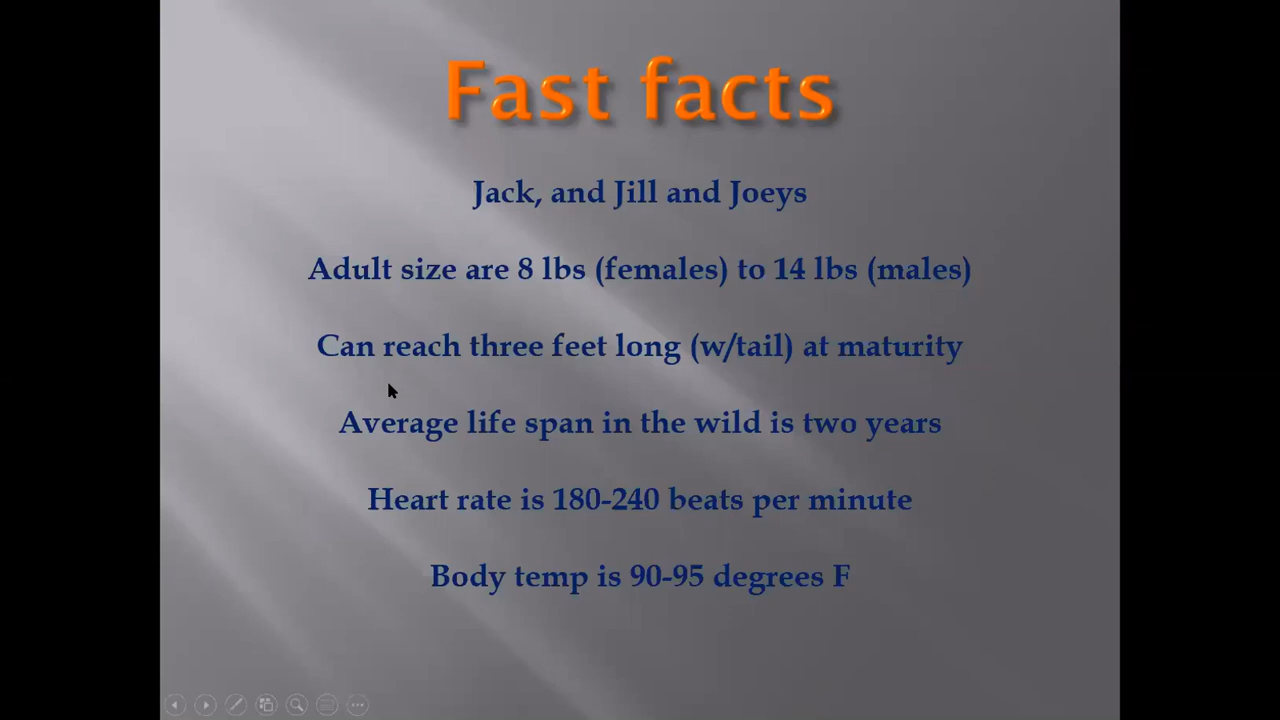 Fast facts
Jack, and Jill and Joeys
Adult size are 8 lbs (females) to 14 lbs (males)
Can reach three feet long (w/tail) at maturity
Average life span in the wild is two years
Heart rate is 180-240 beats per minute
Body temp is 90-95 degrees F